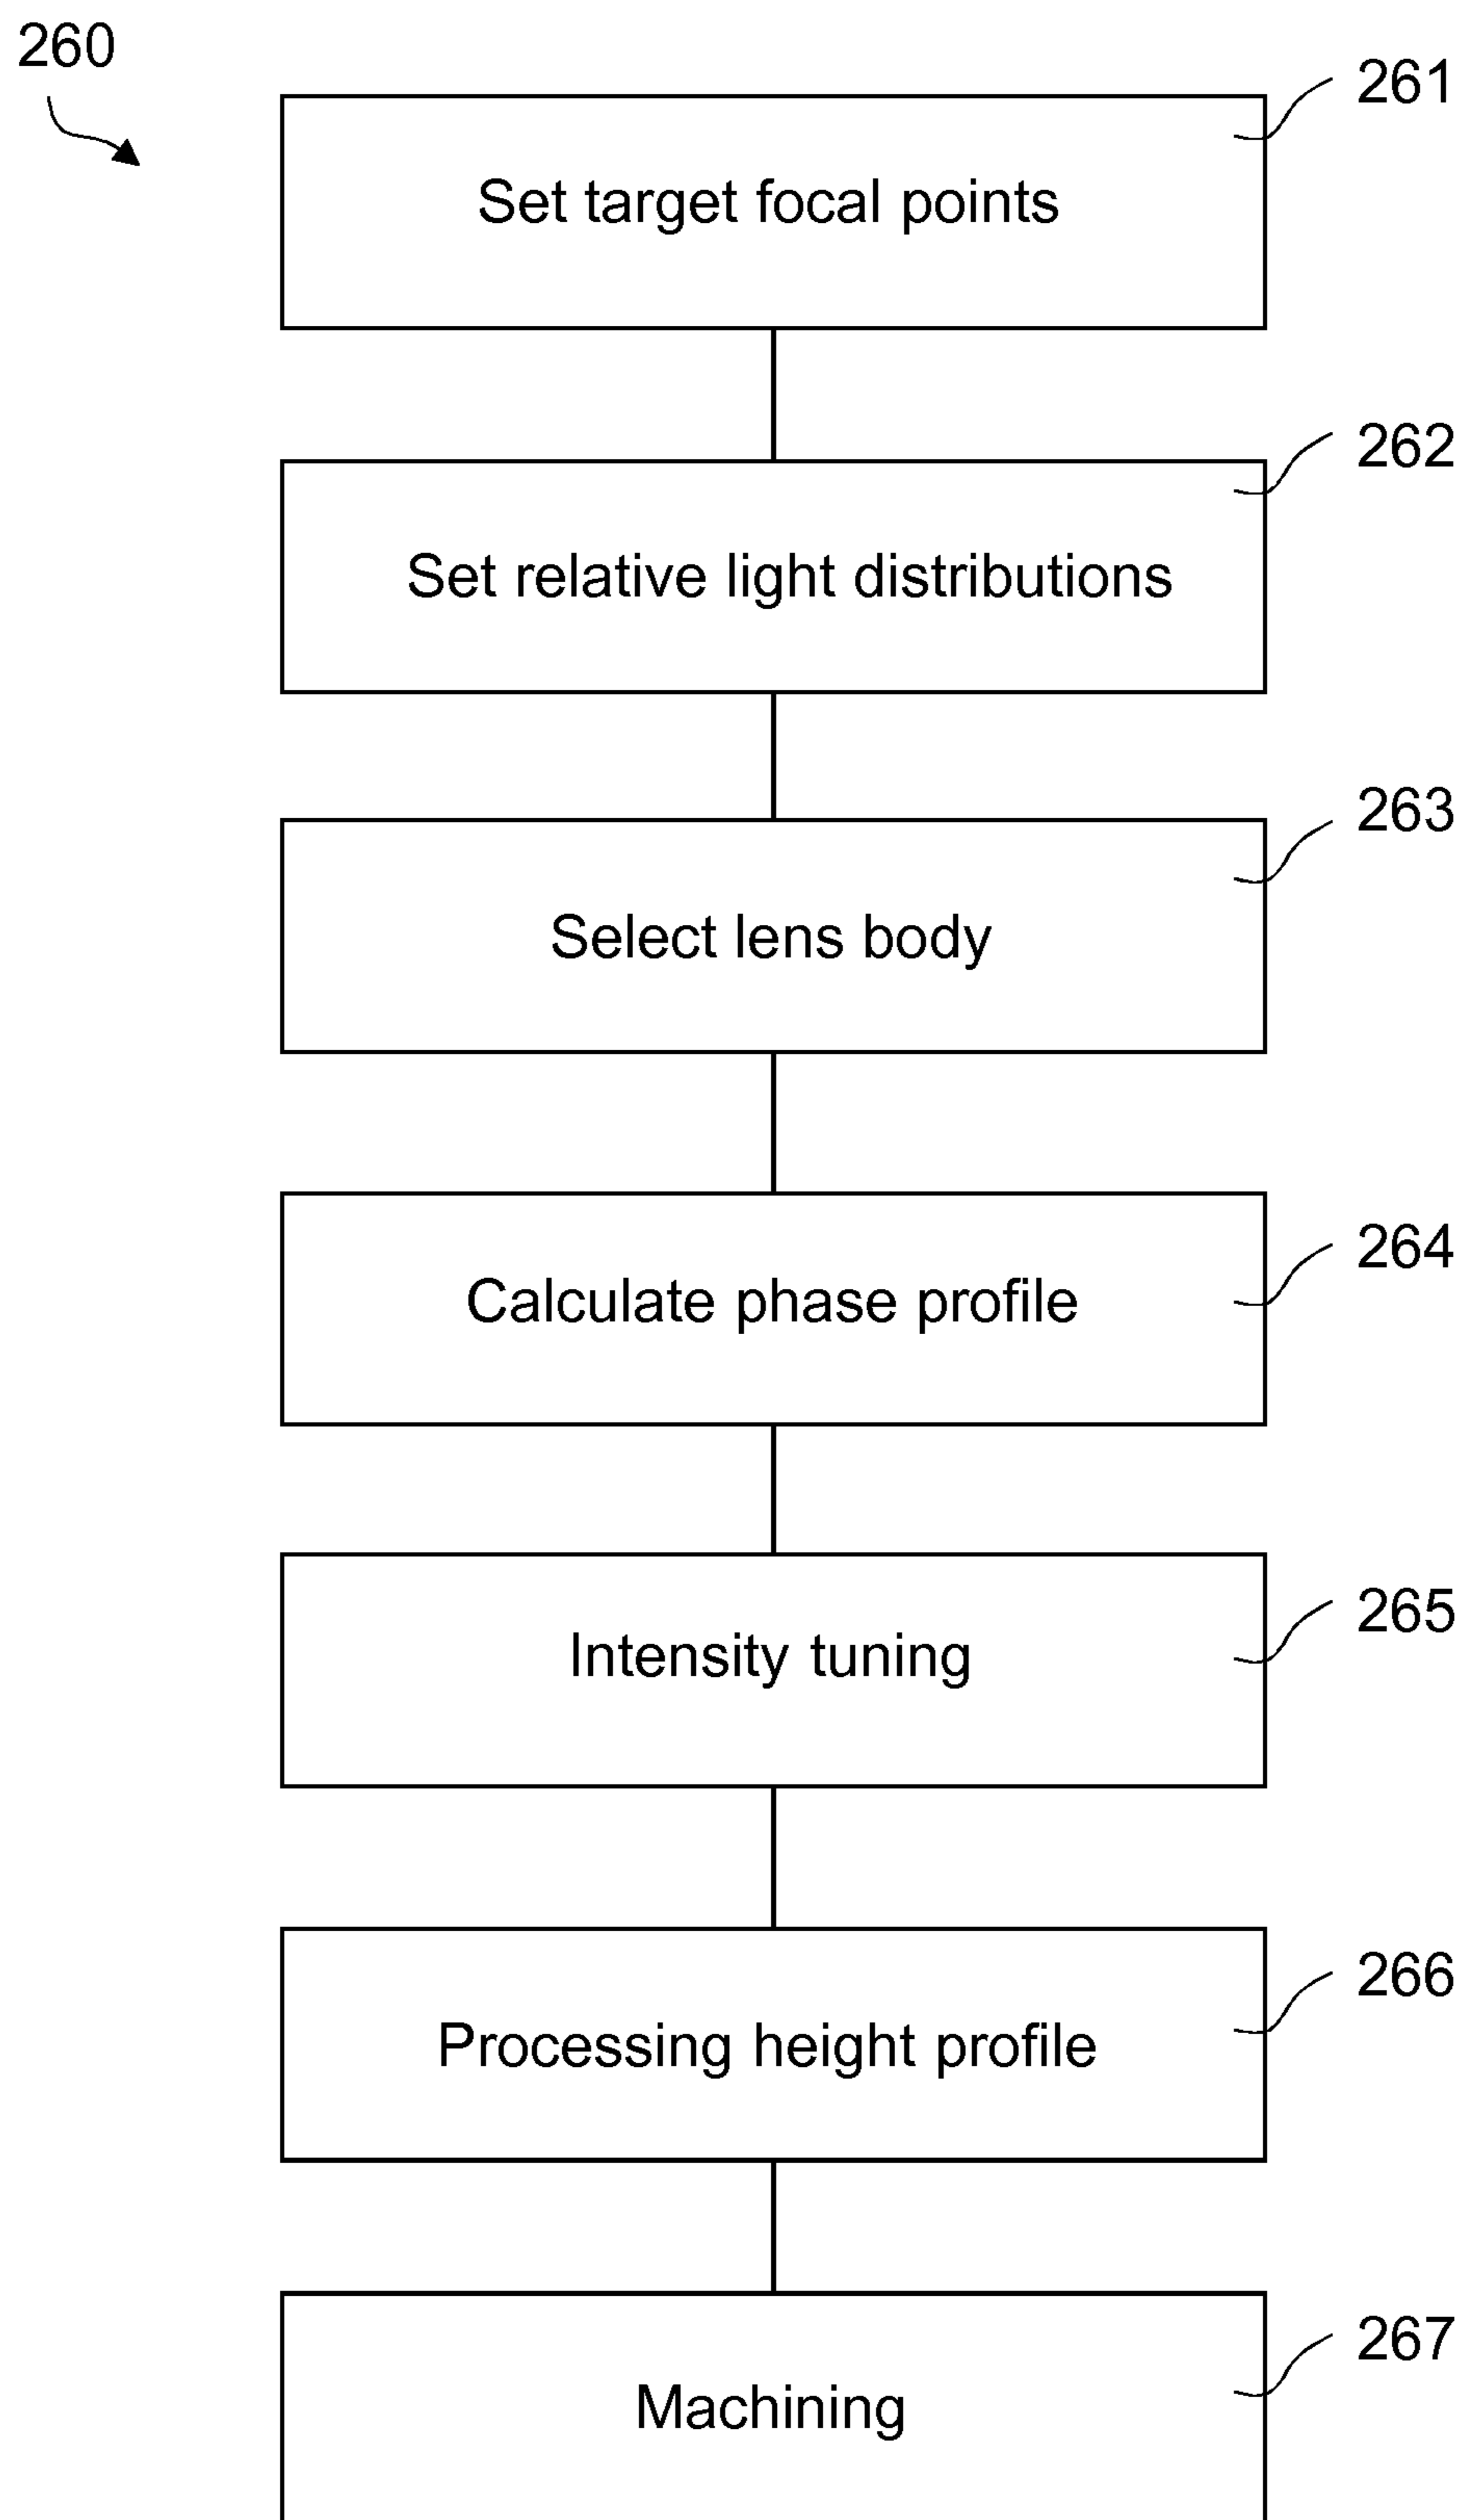 260
261
Set target focal points
262
Set relative light distributions
263
Select lens body
264
Calculate phase profile
265
Intensity tuning
266
Processing height profile
267
Machining